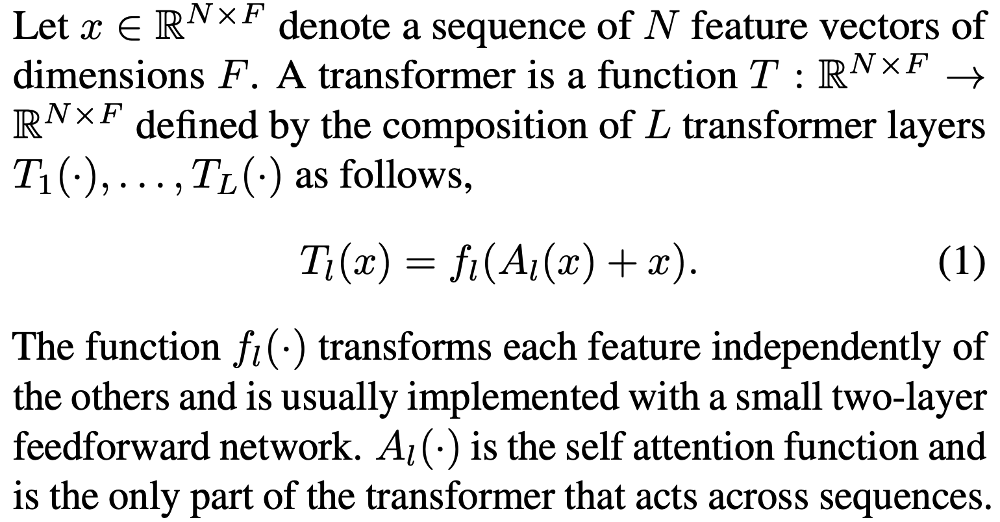 Let $x \in \mathbb{R}^{N \times F}$ denote a sequence of $N$ feature vectors of
dimensions $F$. A transformer is a function $T : \mathbb{R}^{N \times F} \rightarrow$
$\mathbb{R}^{N \times F}$ defined by the composition of $L$ transformer layers
$T_1(\cdot), \dots, T_L(\cdot)$ as follows,
$T_l(x) = f_l(A_l(x) + x).$ (1)
The function $f_l(\cdot)$ transforms each feature independently of
the others and is usually implemented with a small two-layer
feedforward network. $A_l(\cdot)$ is the self attention function and
is the only part of the transformer that acts across sequences.